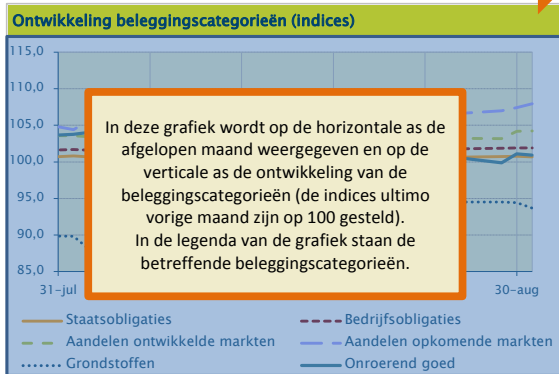 Ontwikkeling beleggingscategorieën (indices)
115,0
110,0
105,0
100,0
95,0
90,0
85,0
31-jul
30-aug
In deze grafiek wordt op de horizontale as de
afgelopen maand weergegeven en op de
verticale as de ontwikkeling van de
beleggingscategorieën (de indices ultimo
vorige maand zijn op 100 gesteld).
In de legenda van de grafiek staan de
betreffende beleggingscategorieën.
Staatsobligaties
Bedrijfsobligaties
Aandelen ontwikkelde markten
Aandelen opkomende markten
Grondstoffen
Onroerend goed